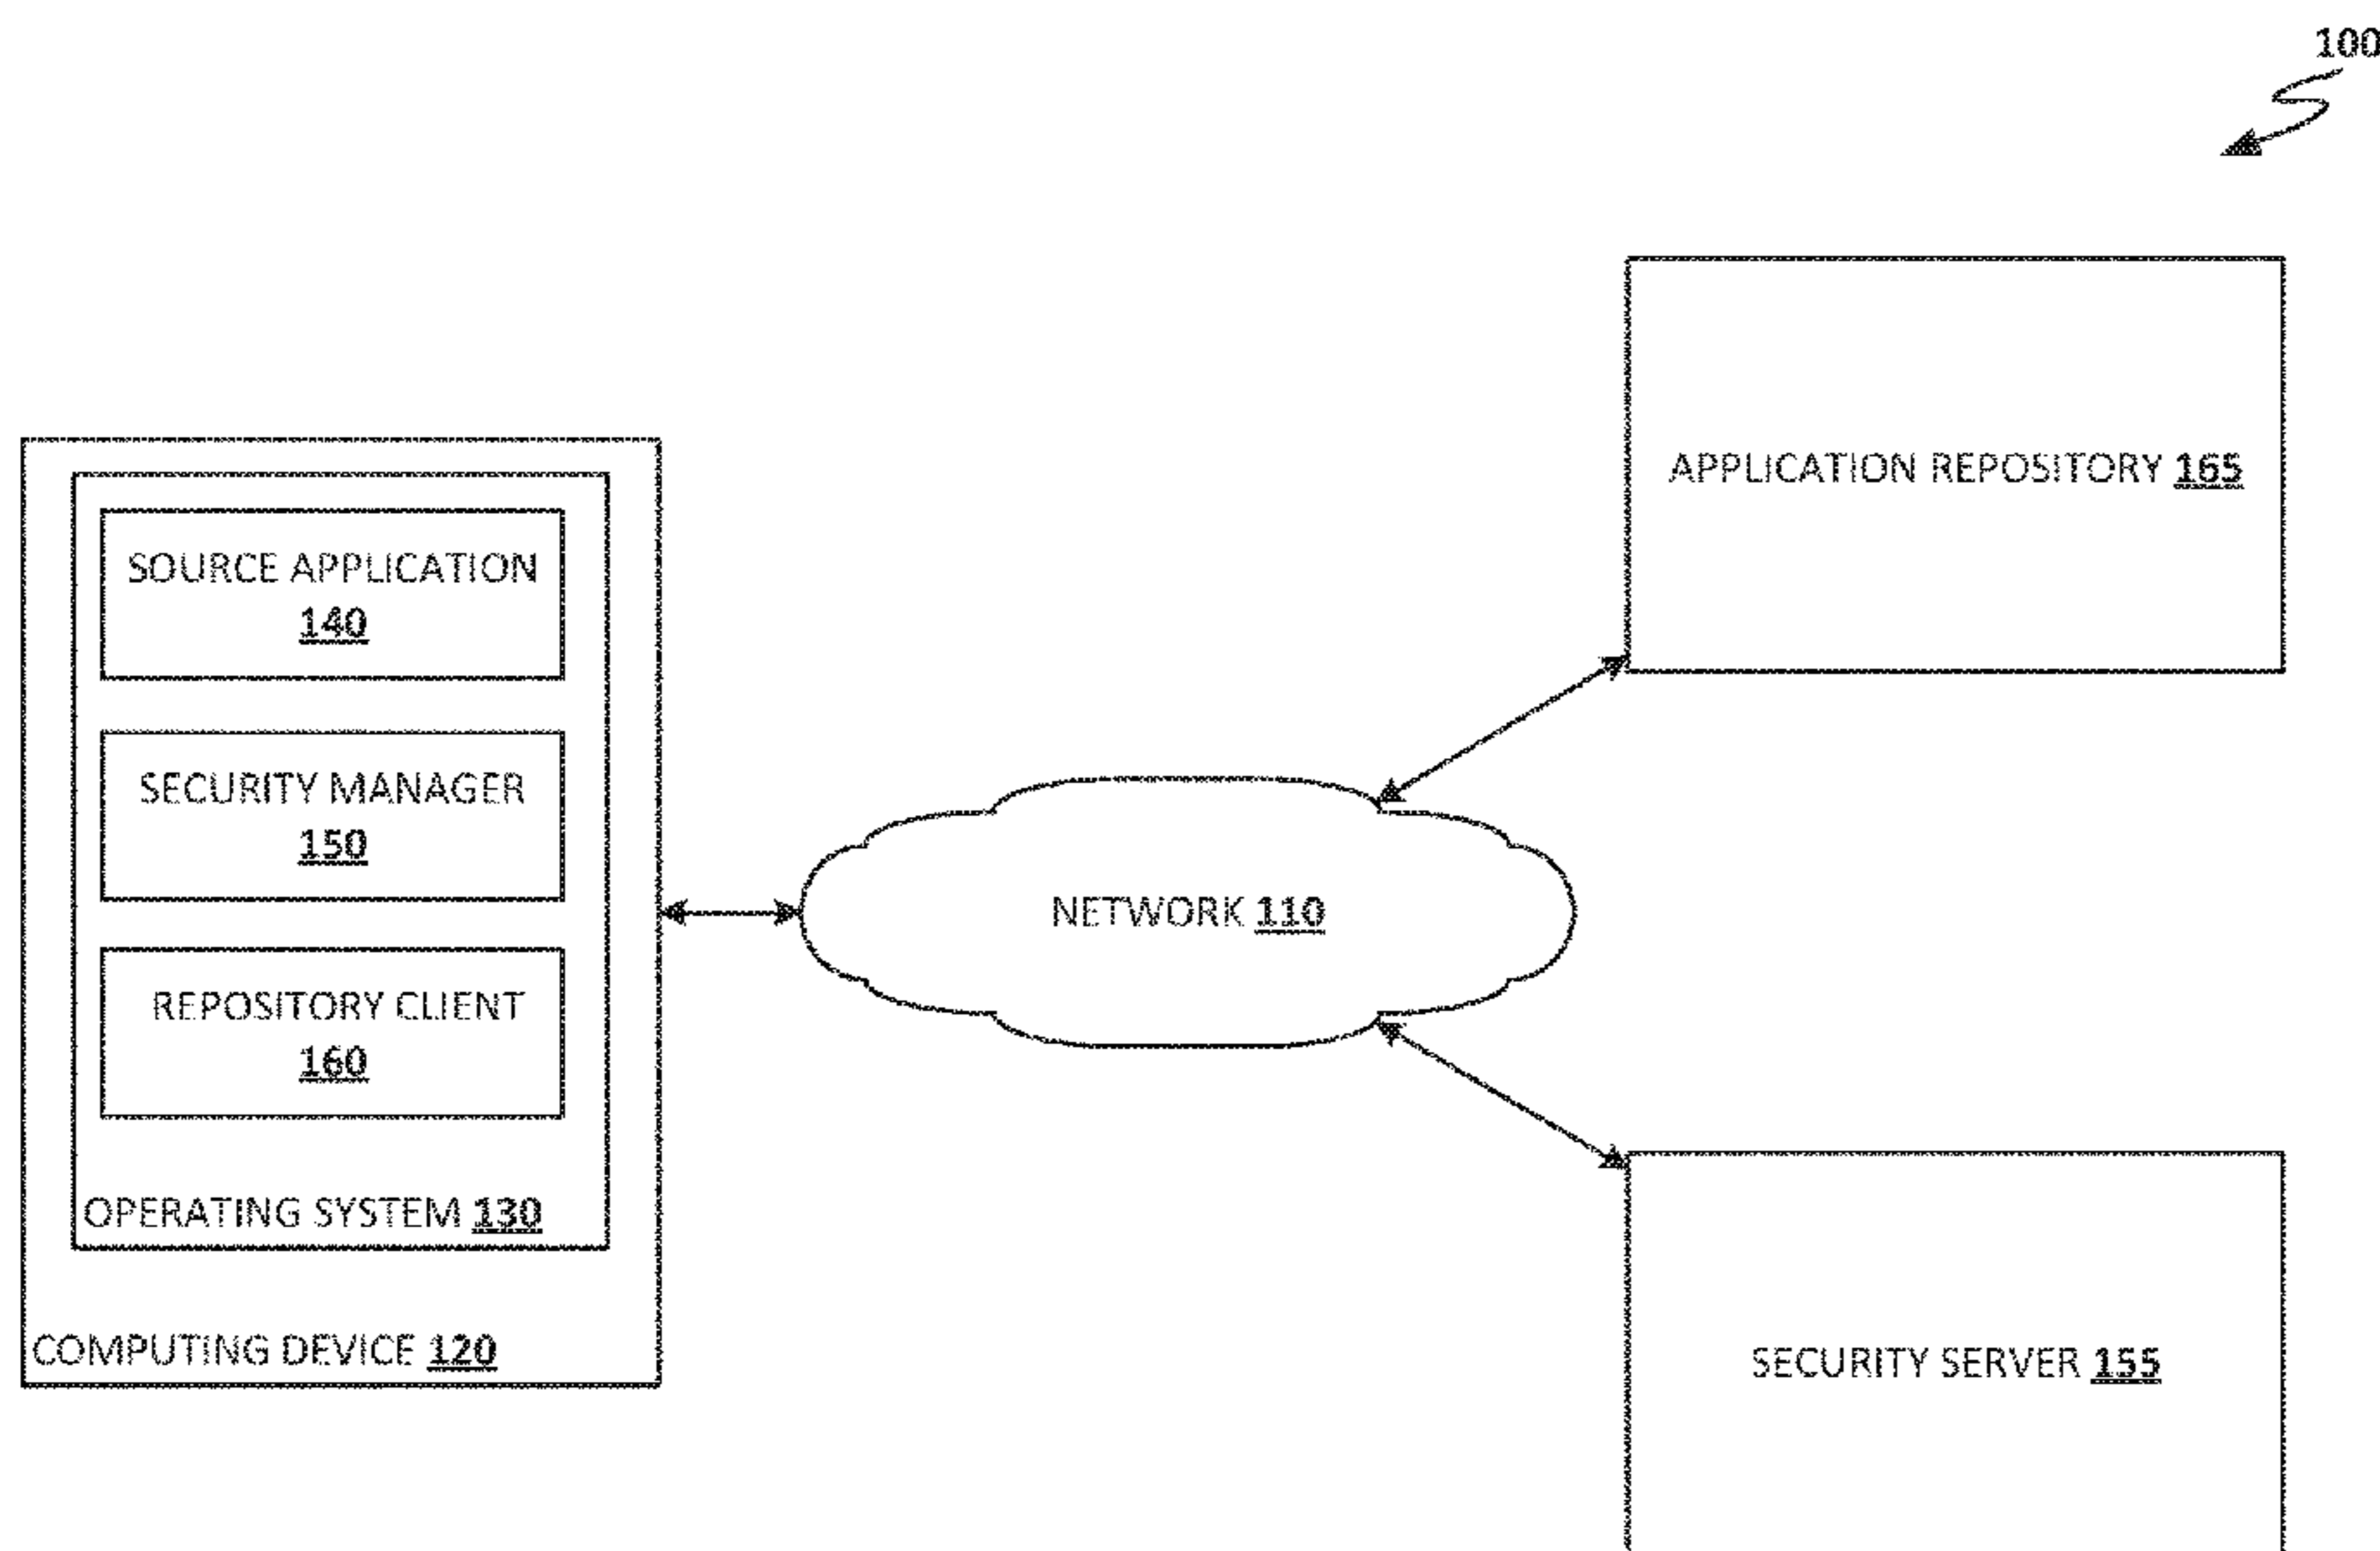 100
APPLICATION REPOSITORY 165
SOURCE APPLICATION
140
SECURITY MANAGER
150
REPOSITORY CLIENT
160
OPERATING SYSTEM 130
COMPUTING DEVICE 120
NETWORK 110
SECURITY SERVER 155